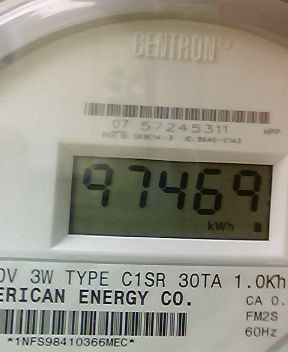 CENTRON®
07 57245311 HPP
97469
kWh
0V 3W TYPE C1SR 30TA 1.0Kh
ERICAN ENERGY CO. CA 0.
FM2S
60Hz
*1NFS98410366MEC*